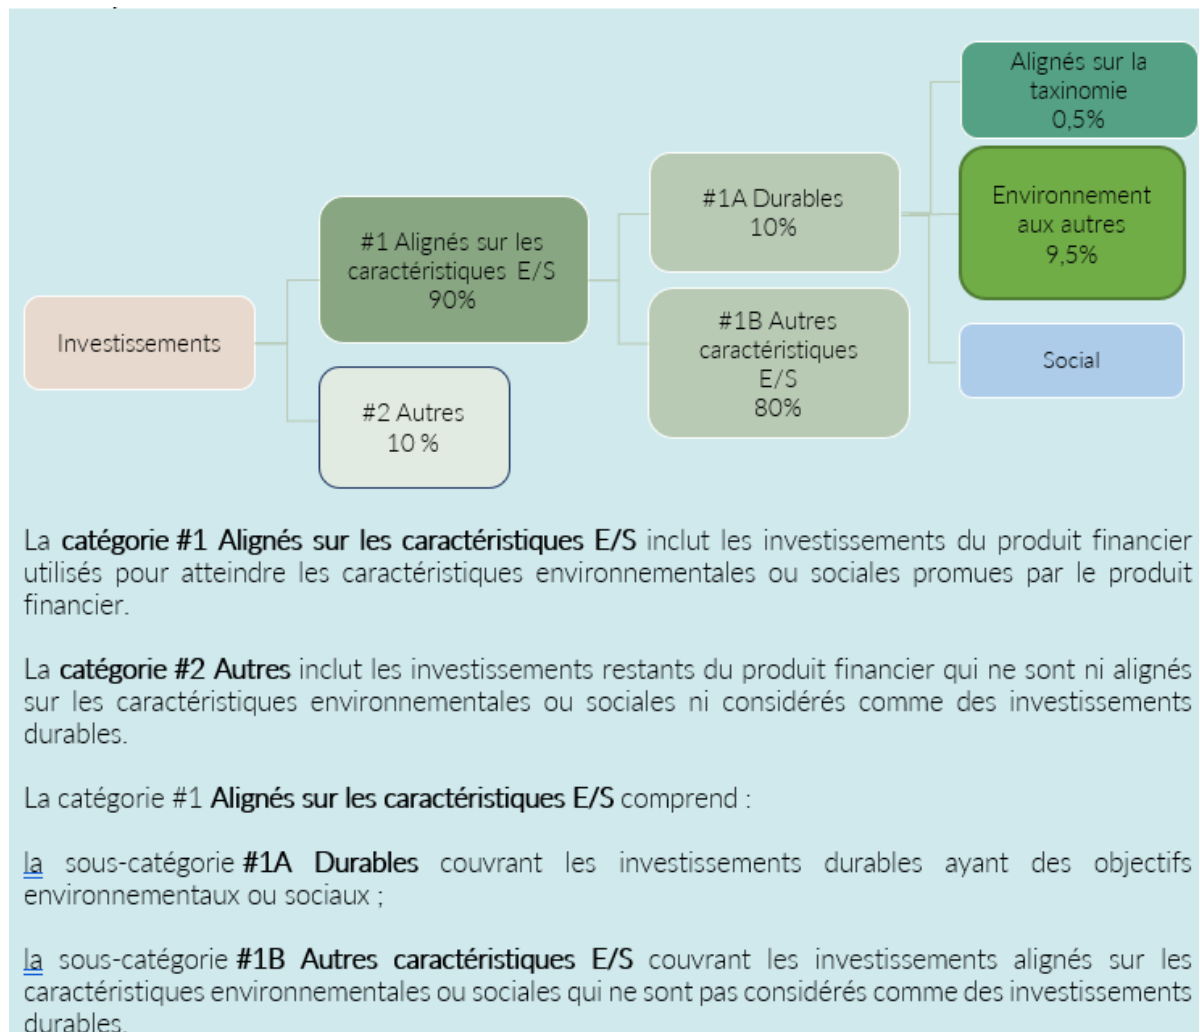 Alignés sur la
taxinomie
0,5%
#1A Durables
10%
Environnement
aux autres
9,5%
#1 Alignés sur les
caractéristiques E/S
90%
Investissements
#1B Autres
caractéristiques
E/S
80%
Social
#2 Autres
10 %
La catégorie #1 Alignés sur les caractéristiques E/S inclut les investissements du produit financier
utilisés pour atteindre les caractéristiques environnementales ou sociales promues par le produit
financier.
La catégorie #2 Autres inclut les investissements restants du produit financier qui ne sont ni alignés
sur les caractéristiques environnementales ou sociales ni considérés comme des investissements
durables.
La catégorie #1 Alignés sur les caractéristiques E/S comprend :
la sous-catégorie #1A Durables couvrant les investissements durables ayant des objectifs
environnementaux ou sociaux ;
la sous-catégorie #1B Autres caractéristiques E/S couvrant les investissements alignés sur les
caractéristiques environnementales ou sociales qui ne sont pas considérés comme des investissements
durables.